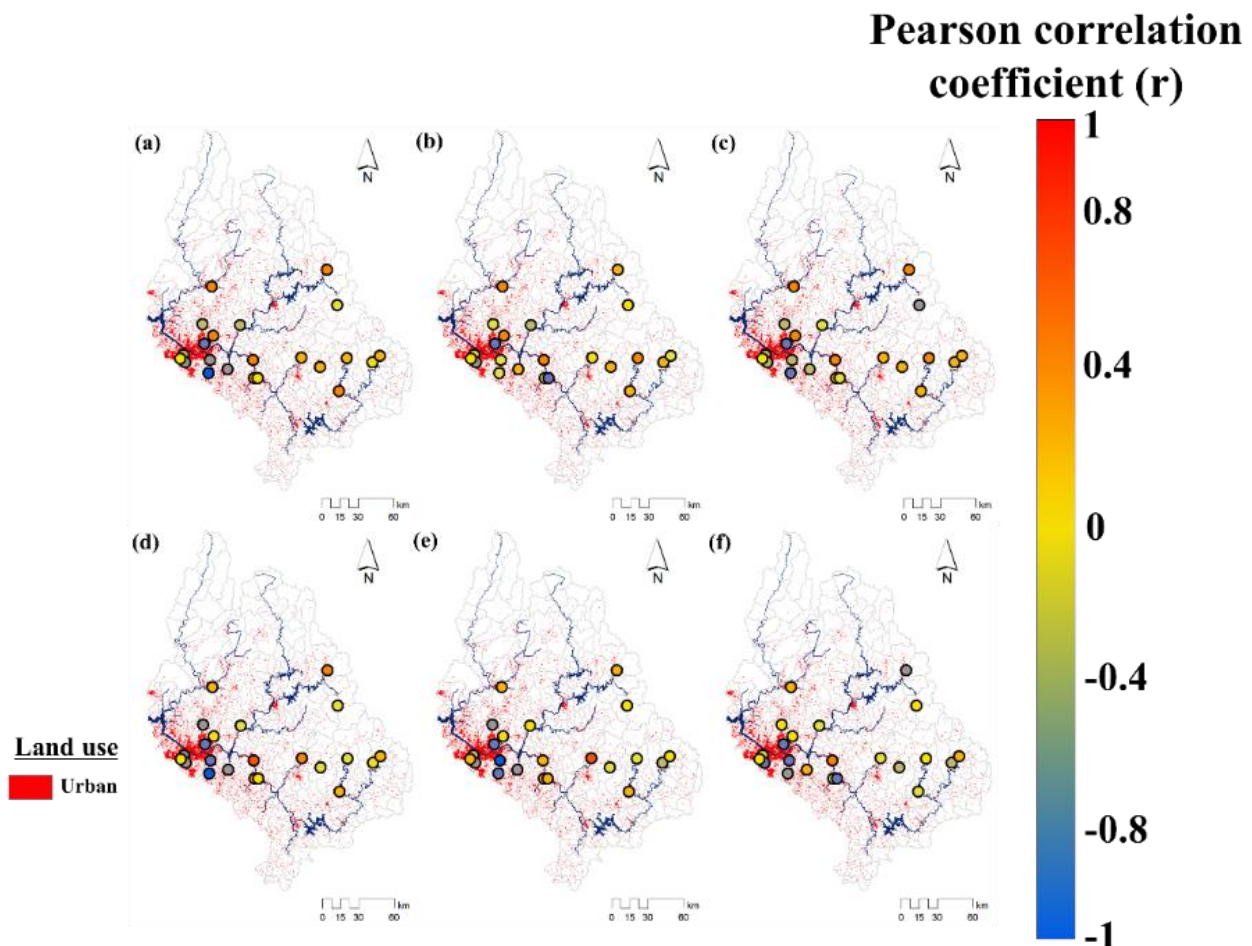 Pearson correlation
coefficient (r)
(a)
N
(b)
N
(c)
N
1
0.8
0.4
0
-0.4
-0.8
-1
km
0 15 30 60
km
0 15 30 60
km
0 15 30 60
(d)
N
(e)
N
(f)
N
Land use
Urban
km
0 15 30 60
km
0 15 30 60
km
0 15 30 60